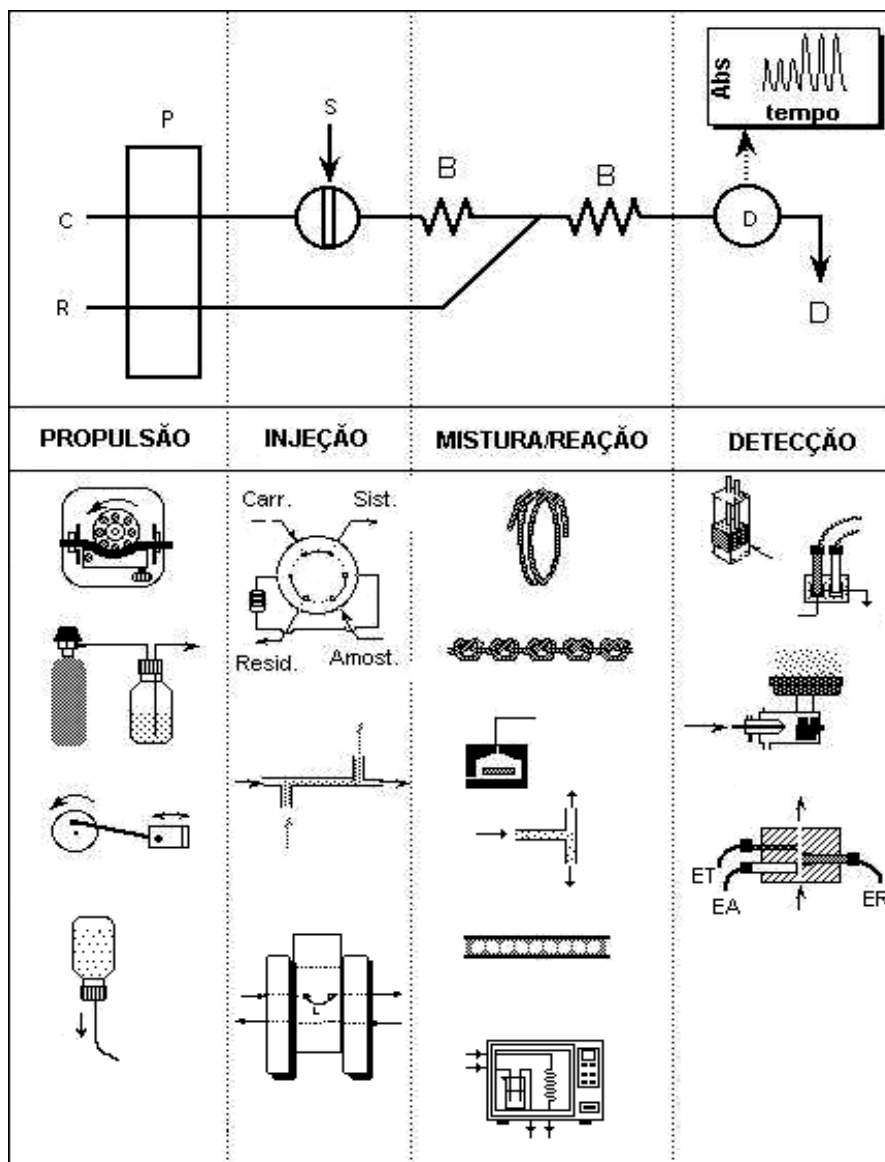 Abs
tempo
P
S
B
B
C
D
R
D
PROPULSÃO
INJEÇÃO
MISTURA/REAÇÃO
DETECÇÃO
Carr.
Sist.
Resid.
Amost.
L
ET
EA
ER